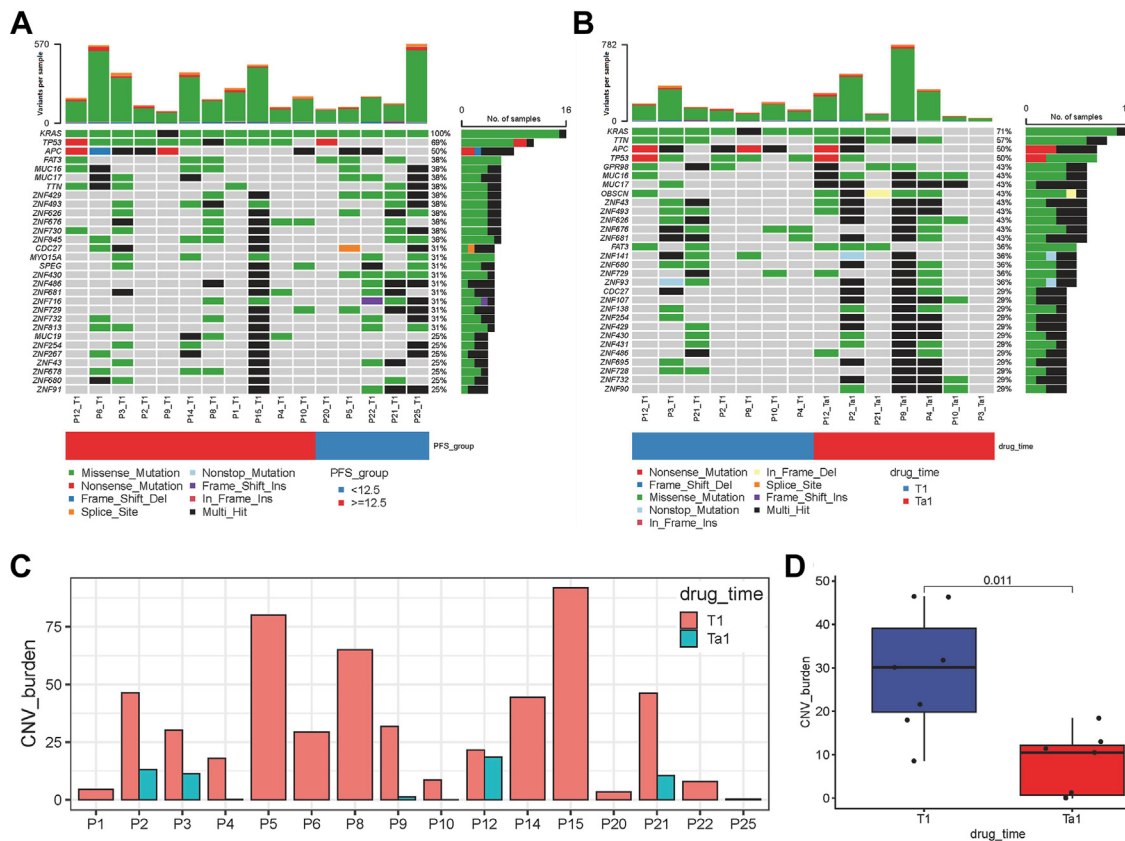 A
570
0
Variants per sample
0
16
No. of samples
KRAS 100%
TP53 69%
APC 50%
FAT3 38%
MUC16 38%
MUC17 38%
TTN 38%
ZNF429 38%
ZNF493 38%
ZNF626 38%
ZNF676 38%
ZNF730 38%
ZNF845 38%
CDC27 31%
MYO15A 31%
SPEG 31%
ZNF430 31%
ZNF486 31%
ZNF681 31%
ZNF716 31%
ZNF729 31%
ZNF732 31%
ZNF813 31%
MUC19 25%
ZNF254 25%
ZNF267 25%
ZNF43 25%
ZNF678 25%
ZNF680 25%
ZNF91 25%
P12_T1 P6_T1 P3_T1 P2_T1 P9_T1 P14_T1 P8_T1 P1_T1 P15_T1 P4_T1 P10_T1 P20_T1 P5_T1 P22_T1 P21_T1 P25_T1
PFS_group
Missense_Mutation
Nonsense_Mutation
Frame_Shift_Del
Splice_Site
Nonstop_Mutation
Frame_Shift_Ins
In_Frame_Ins
Multi_Hit
PFS_group
<12.5
>=12.5
B
782
0
Variants per sample
0
1
No. of samples
KRAS 71%
TTN 57%
APC 50%
TP53 50%
GPR98 43%
MUC16 43%
MUC17 43%
OBSCN 43%
ZNF43 43%
ZNF493 43%
ZNF626 43%
ZNF676 43%
ZNF681 43%
FAT3 36%
ZNF141 36%
ZNF680 36%
ZNF729 36%
ZNF93 36%
CDC27 29%
ZNF107 29%
ZNF138 29%
ZNF254 29%
ZNF429 29%
ZNF430 29%
ZNF431 29%
ZNF486 29%
ZNF695 29%
ZNF728 29%
ZNF732 29%
ZNF90 29%
P12_T1 P3_T1 P21_T1 P2_T1 P9_T1 P10_T1 P4_T1 P12_Ta1 P2_Ta1 P21_Ta1 P9_Ta1 P4_Ta1 P10_Ta1 P3_Ta1
drug_time
Nonsense_Mutation
Frame_Shift_Del
Missense_Mutation
Nonstop_Mutation
In_Frame_Ins
In_Frame_Del
Splice_Site
Frame_Shift_Ins
Multi_Hit
drug_time
T1
Ta1
C
CNV_burden
75
50
25
0
P1 P2 P3 P4 P5 P6 P8 P9 P10 P12 P14 P15 P20 P21 P22 P25
drug_time
T1
Ta1
D
0.011
CNV_burden
50
40
30
20
10
0
T1 Ta1
drug_time